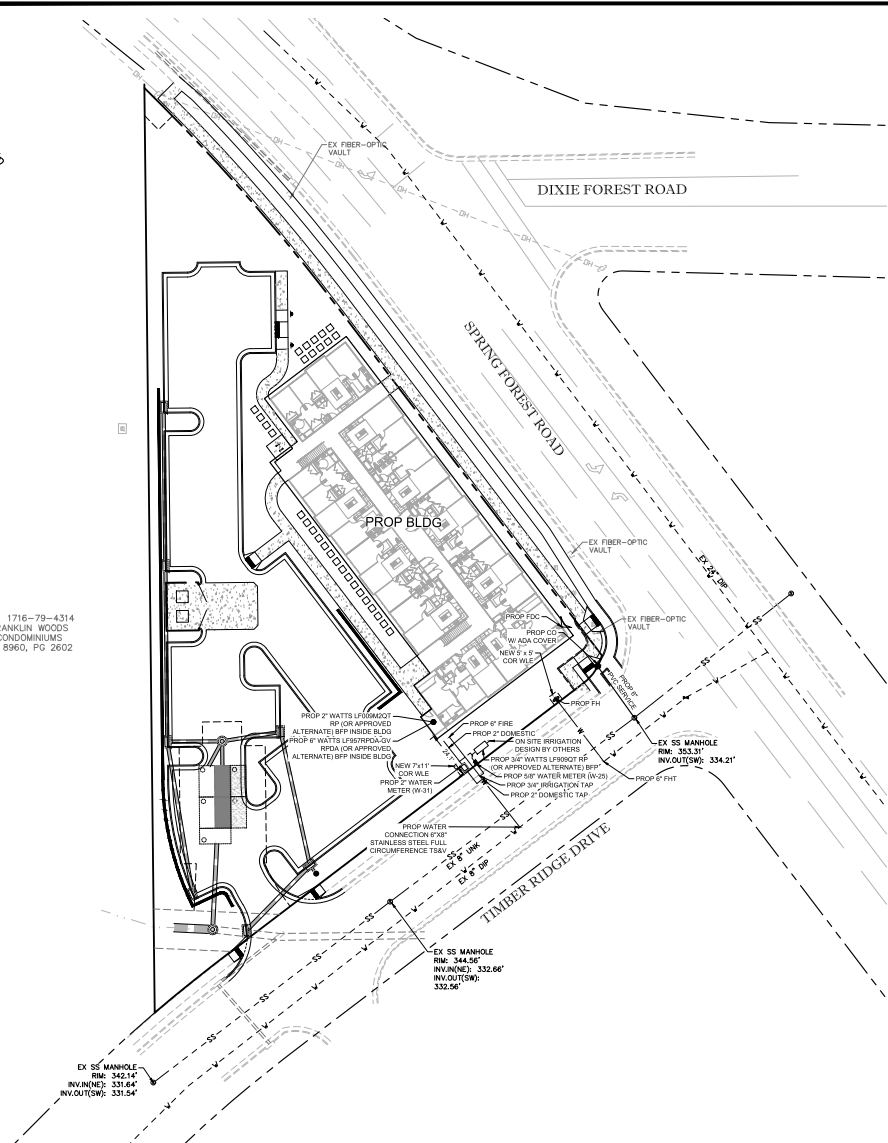 EX FIBER-OPTIC
VAULT
DIXIE FOREST ROAD
SPRING FOREST ROAD
PROP BLDG
EX FIBER-OPTIC
VAULT
EX 24" DIP
1716-79-4314
ANKLIN WOODS
CONDOMINIUMS
8960, PG 2602
PROP FDC
PROP CO
W/ ADA COVER
NEW 5' x 5'
COR WLE
EX FIBER-OPTIC
VAULT
PROP 6"
PVC SERVICE
PROP FH
PROP 2" WATTS LF009M2QT
RP (OR APPROVED
ALTERNATE) BFP INSIDE BLDG
PROP 6" WATTS LF957RPDA-GV
RPDA (OR APPROVED
ALTERNATE) BFP INSIDE BLDG
PROP 6" FIRE
PROP 2" DOMESTIC
ON SITE IRRIGATION
DESIGN BY OTHERS
PROP 3/4" WATTS LF909QT RP
(OR APPROVED ALTERNATE) BFP
PROP 5/8" WATER METER (W-25)
PROP 3/4" IRRIGATION TAP
PROP 2" DOMESTIC TAP
NEW 7'x11'
COR WLE
PROP 2" WATER
METER (W-31)
EX SS MANHOLE
RIM: 353.31'
INV.OUT(SW): 334.21'
PROP 6" FHT
PROP WATER
CONNECTION 6"X8"
STAINLESS STEEL FULL
CIRCUMFERENCE TS&V
EX 8" UNK
EX 8" DIP
TIMBER RIDGE DRIVE
EX SS MANHOLE
RIM: 344.56'
INV.IN(NE): 332.66'
INV.OUT(SW):
332.56'
EX SS MANHOLE
RIM: 342.14'
INV.IN(NE): 331.64'
INV.OUT(SW): 331.54'